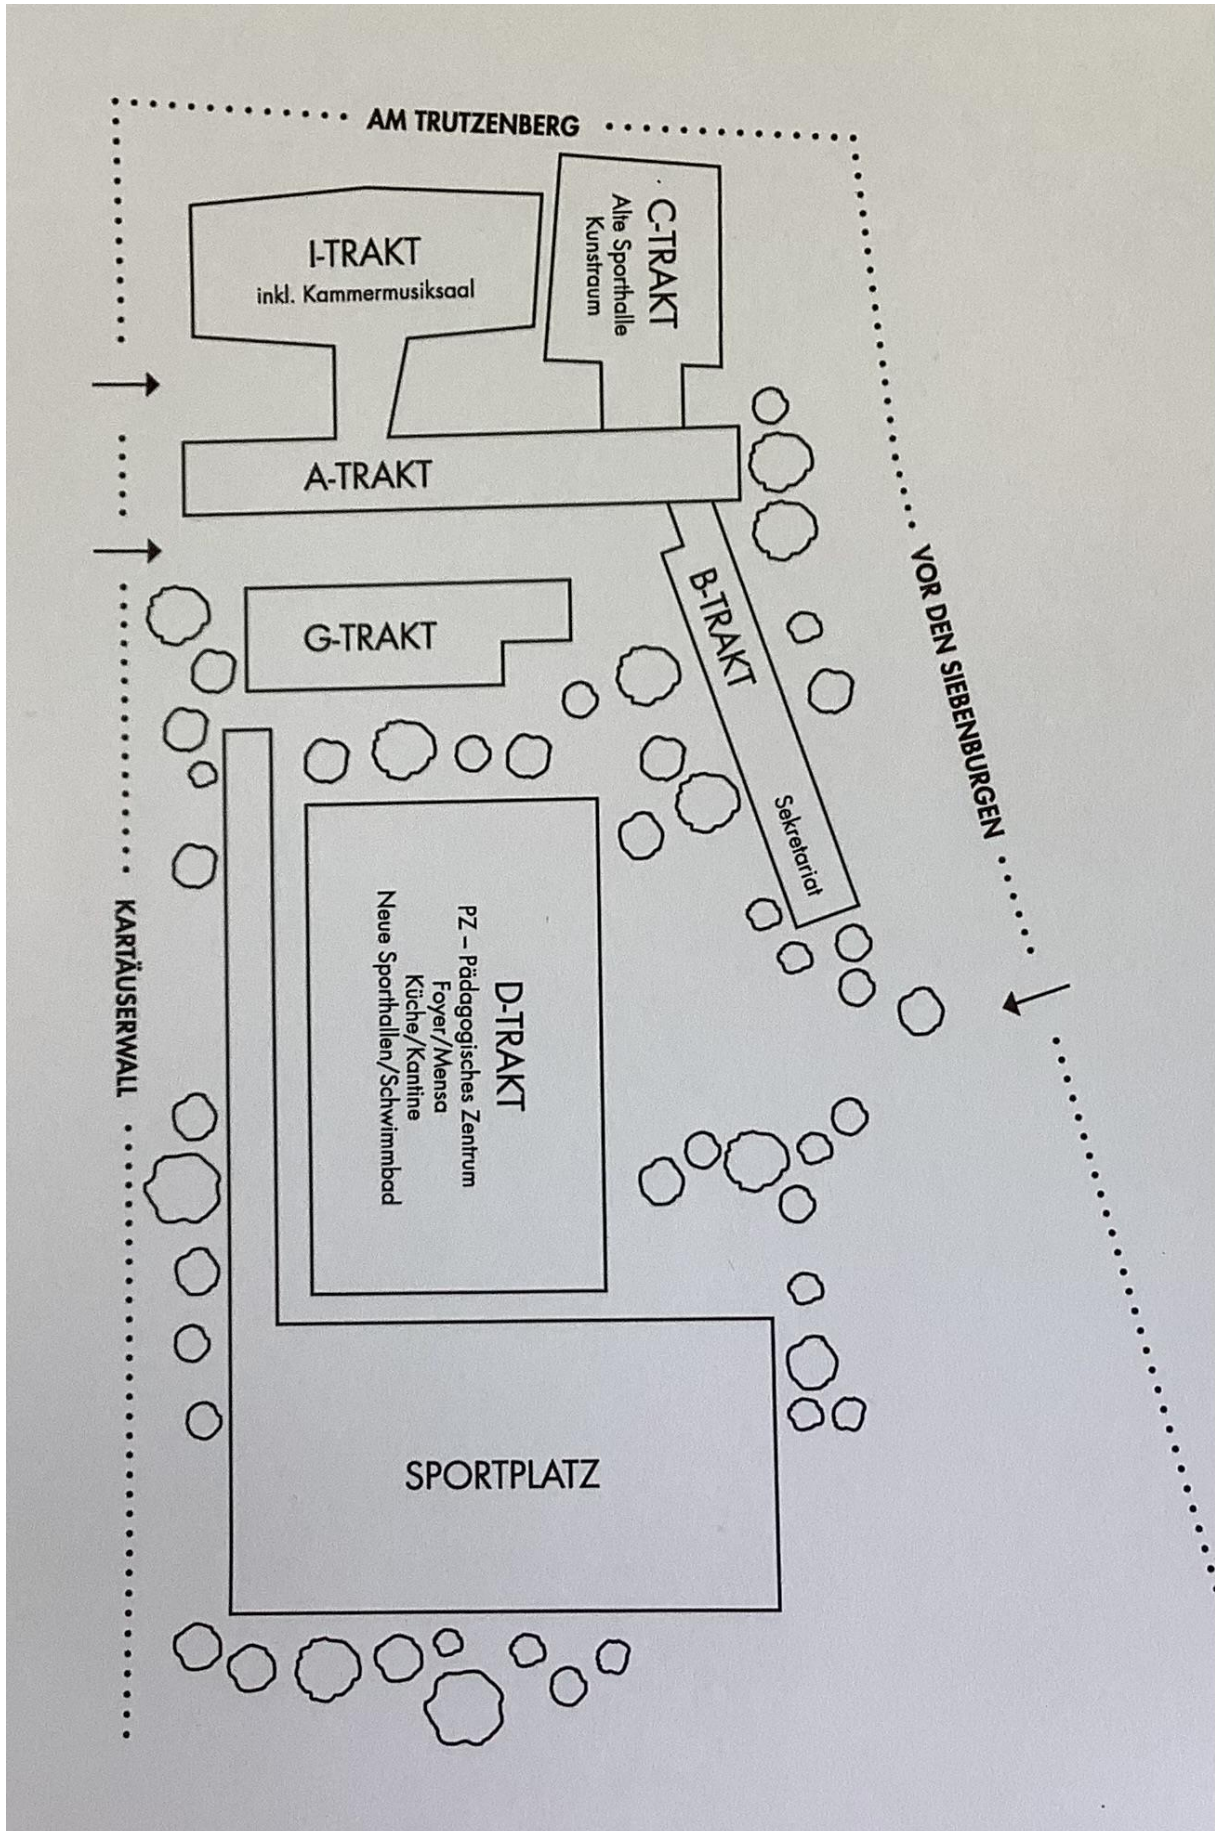 AM TRUTZENBERG
I-TRAKT
inkl. Kammermusiksaal
C-TRAKT
Alte Sporthalle
Kunstraum
A-TRAKT
B-TRAKT
Sekretariat
VOR DEN SIEBENBURGEN
G-TRAKT
KARTÄUSERWALL
D-TRAKT
PZ – Pädagogisches Zentrum
Foyer/Mensa
Küche/Kantine
Neue Sporthallen/Schwimmbad
SPORTPLATZ